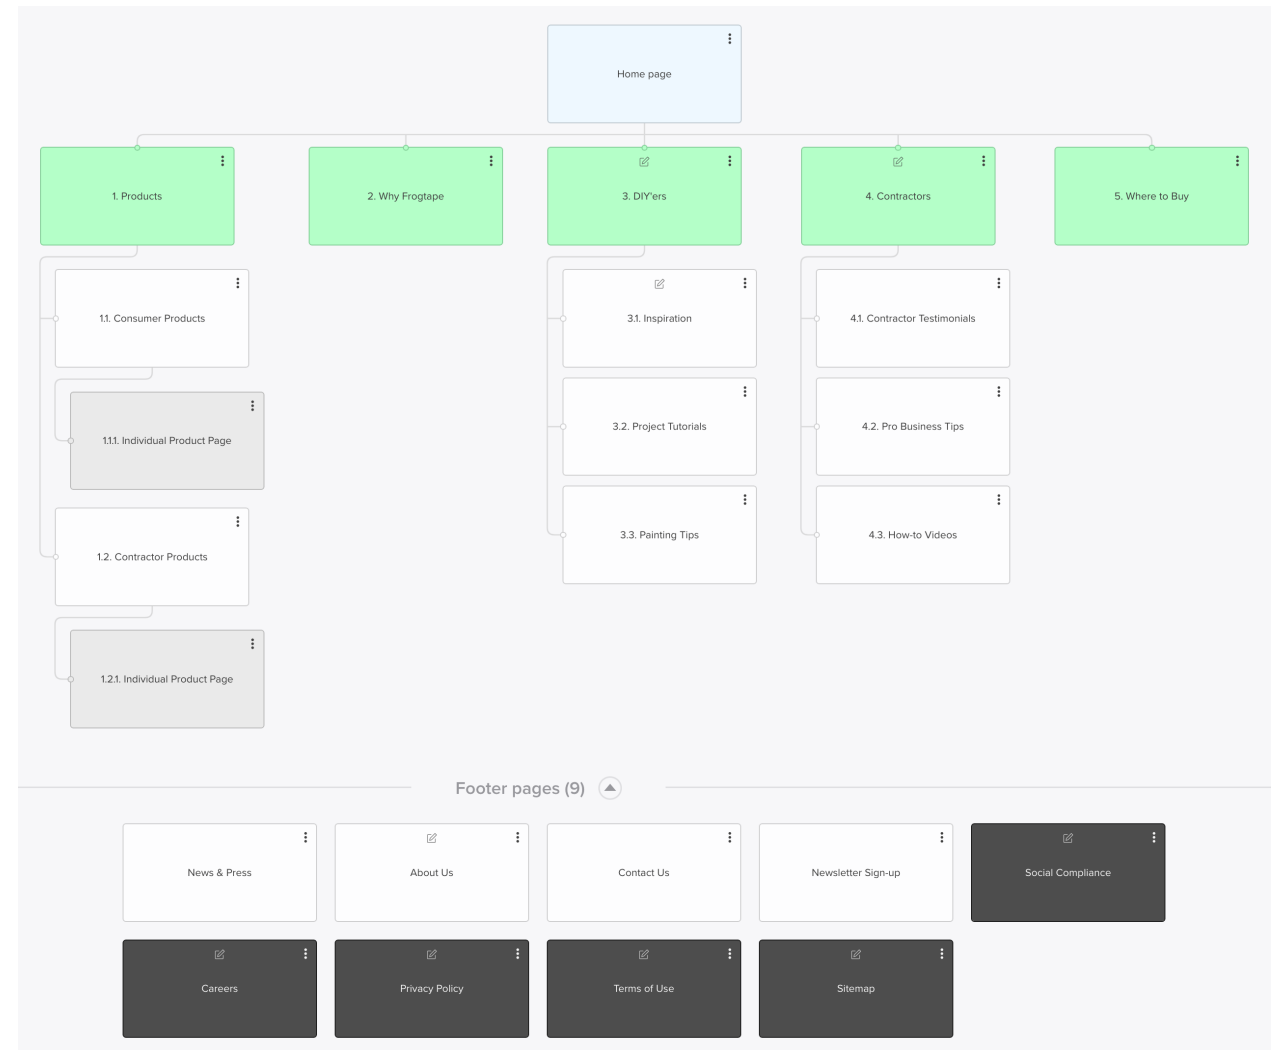 Home page
1. Products
2. Why Frogtape
3. DIY'ers
4. Contractors
5. Where to Buy
1.1. Consumer Products
3.1. Inspiration
4.1. Contractor Testimonials
1.1.1. Individual Product Page
3.2. Project Tutorials
4.2. Pro Business Tips
1.2. Contractor Products
3.3. Painting Tips
4.3. How-to Videos
1.2.1. Individual Product Page
Footer pages (9)
News & Press
About Us
Contact Us
Newsletter Sign-up
Social Compliance
Careers
Privacy Policy
Terms of Use
Sitemap